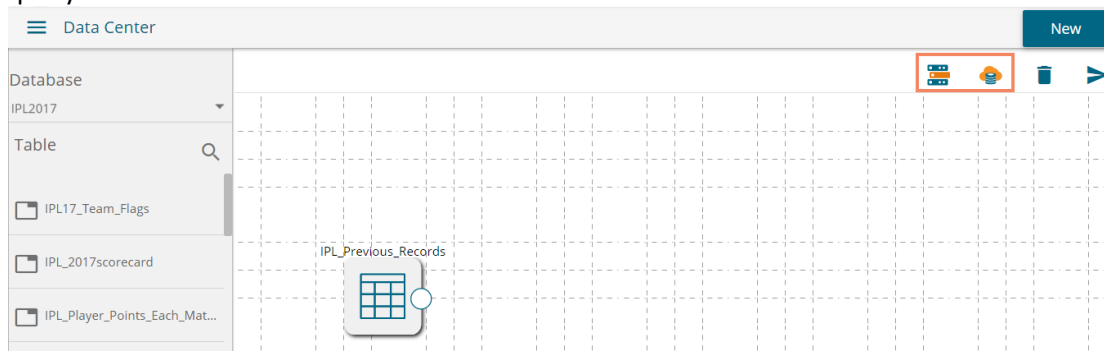 Data Center
New
Database
IPL2017
Table
IPL17_Team_Flags
IPL_2017scorecard
IPL_Player_Points_Each_Mat...
IPL_Previous_Records